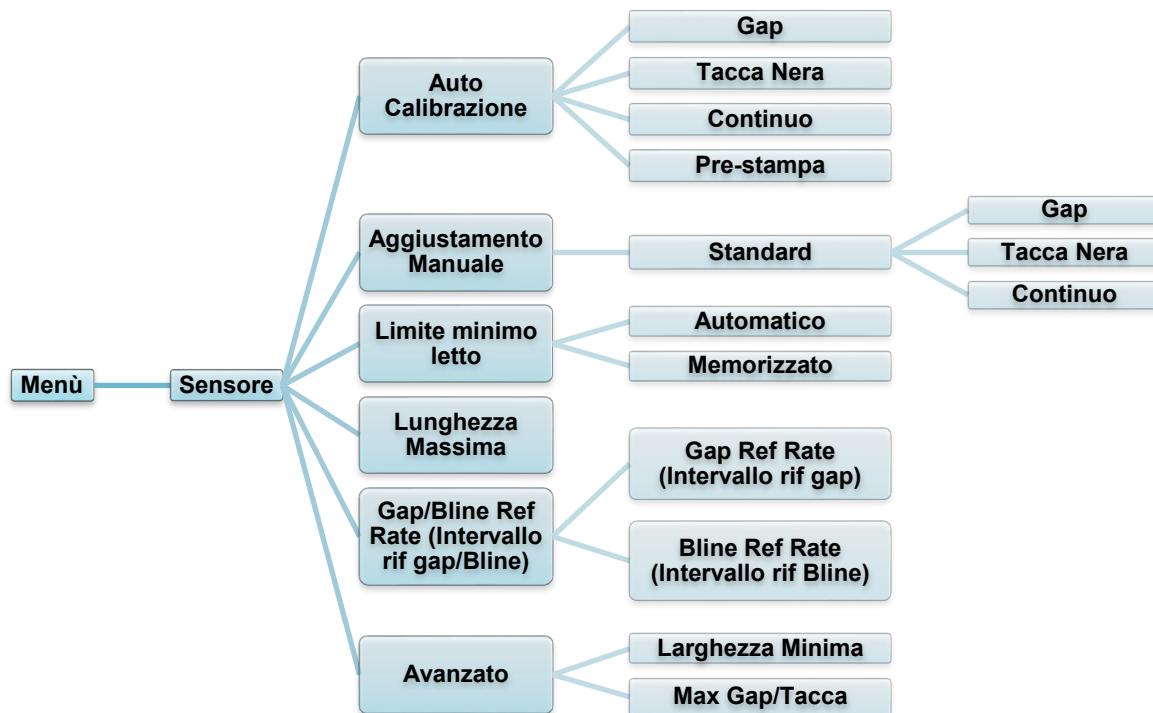 Menù
Sensore
Auto
Calibrazione
Gap
Tacca Nera
Continuo
Pre-stampa
Aggiustamento
Manuale
Standard
Gap
Tacca Nera
Continuo
Limite minimo
letto
Automatico
Memorizzato
Lunghezza
Massima
Gap/Bline Ref
Rate (Intervallo
rif gap/Bline)
Gap Ref Rate
(Intervallo rif gap)
Bline Ref Rate
(Intervallo rif Bline)
Avanzato
Larghezza Minima
Max Gap/Tacca